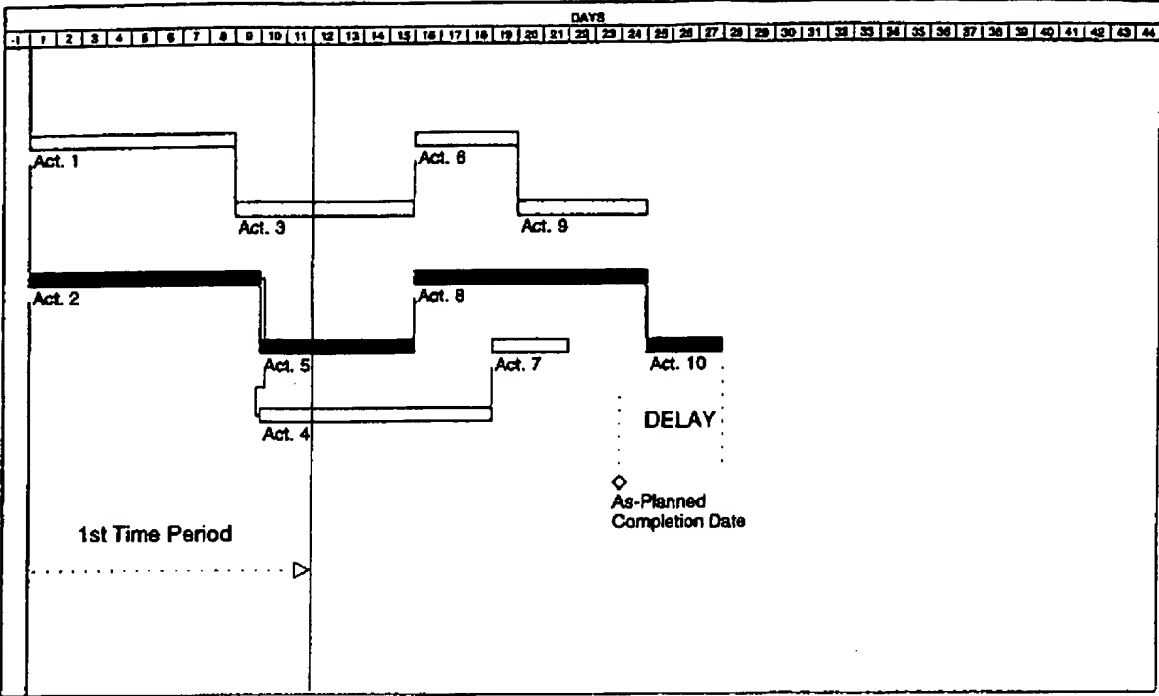 DAYS
-1 1 2 3 4 5 6 7 8 9 10 11 12 13 14 15 16 17 18 19 20 21 22 23 24 25 26 27 28 29 30 31 32 33 34 35 36 37 38 39 40 41 42 43 44
Act. 1
Act. 6
Act. 3
Act. 9
Act. 2
Act. 8
Act. 5
Act. 7
Act. 10
Act. 4
DELAY
As-Planned
Completion Date
1st Time Period